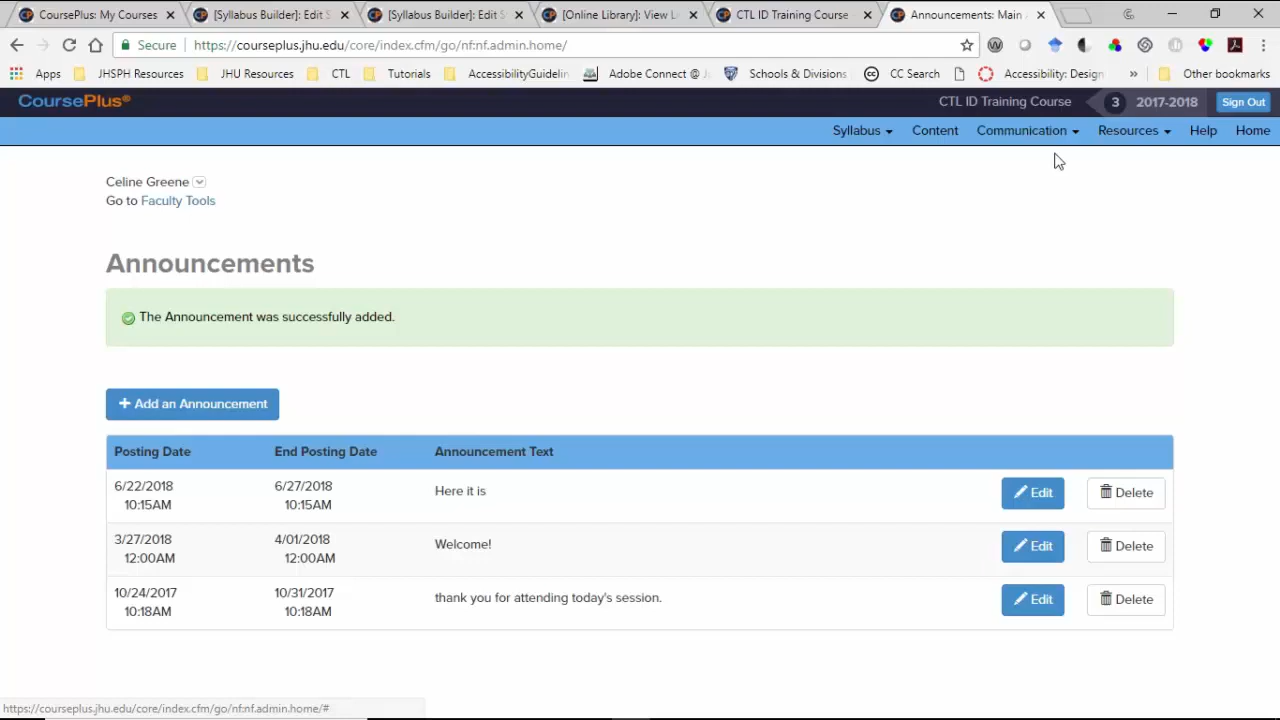 CoursePlus: My Courses
[Syllabus Builder]: Edit S
[Syllabus Builder]: Edit S
[Online Library]: View L
CTL ID Training Course
Announcements: Main
Secure
https://courseplus.jhu.edu/core/index.cfm/go/nf:nf.admin.home/
Apps
JHSPH Resources
JHU Resources
CTL
Tutorials
AccessibilityGuidelin
Adobe Connect @ J
Schools & Divisions
CC Search
Accessibility: Design
»
Other bookmarks
CoursePlus®
CTL ID Training Course
3
2017-2018
Sign Out
Syllabus
Content
Communication
Resources
Help
Home
Celine Greene
Go to Faculty Tools
Announcements
The Announcement was successfully added.
+ Add an Announcement
Posting Date
End Posting Date
Announcement Text
6/22/2018
10:15AM
6/27/2018
10:15AM
Here it is
Edit
Delete
3/27/2018
12:00AM
4/01/2018
12:00AM
Welcome!
Edit
Delete
10/24/2017
10:18AM
10/31/2017
10:18AM
thank you for attending today's session.
Edit
Delete
https://courseplus.jhu.edu/core/index.cfm/go/nf:nf.admin.home/#